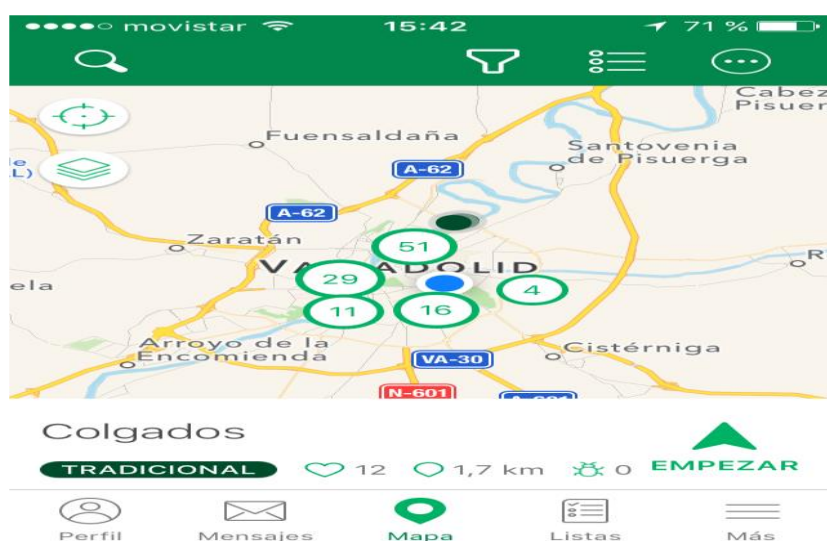 movistar 15:42 71 %
Cabez
Pisuer
Fuensaldaña
Santovenia
de Pisuerga
A-62
L)
A-62
Zaratán
51
VALLADOLID
R
29
4
ela
11
16
Arroyo de la
Encomienda
Cistérniga
VA-30
N-601
Colgados
TRADICIONAL 12 1,7 km 0 EMPEZAR
Perfil Mensajes Mapa Listas Más